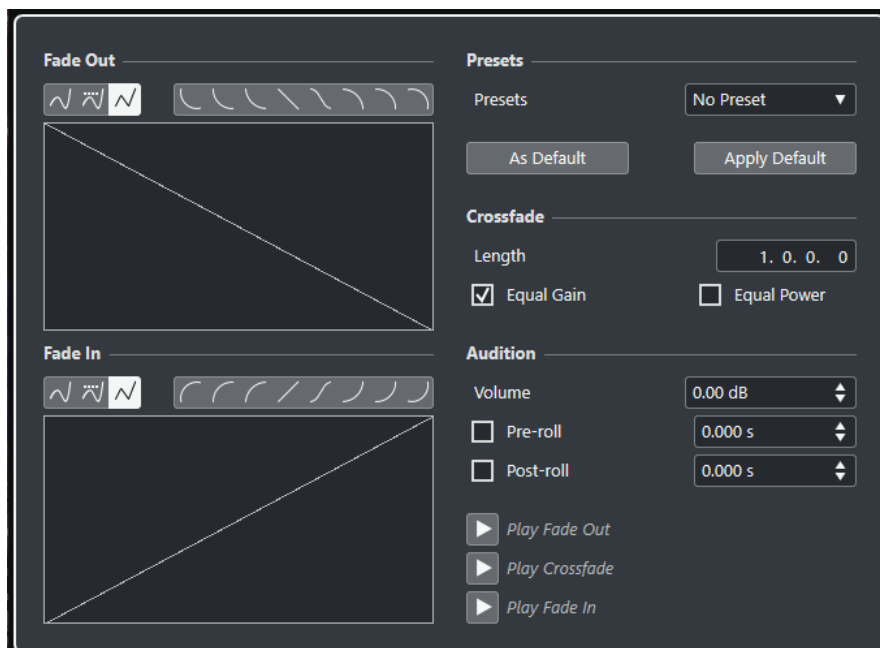 Fade Out
Fade In
Presets
Presets No Preset
As Default Apply Default
Crossfade
Length 1. 0. 0. 0
Equal Gain Equal Power
Audition
Volume 0.00 dB
Pre-roll 0.000 s
Post-roll 0.000 s
Play Fade Out
Play Crossfade
Play Fade In